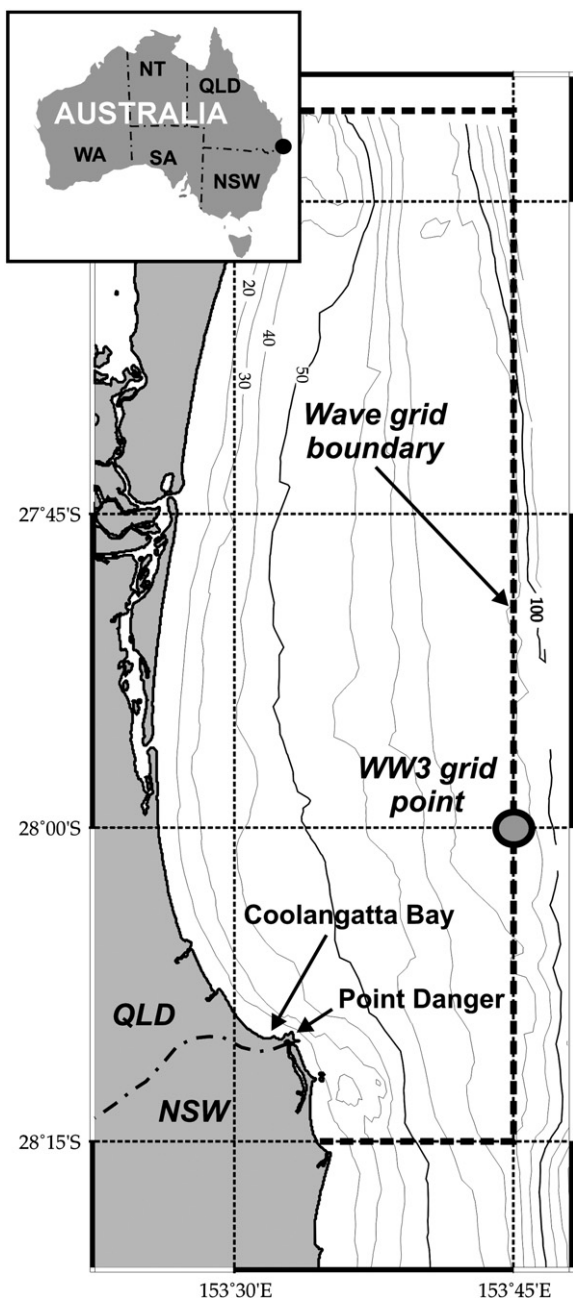 NT
QLD
AUSTRALIA
WA
SA
NSW
20
30
40
50
Wave grid
boundary
27°45'S
100
WW3 grid
point
28°00'S
Coolangatta Bay
Point Danger
QLD
NSW
28°15'S
153°30'E
153°45'E